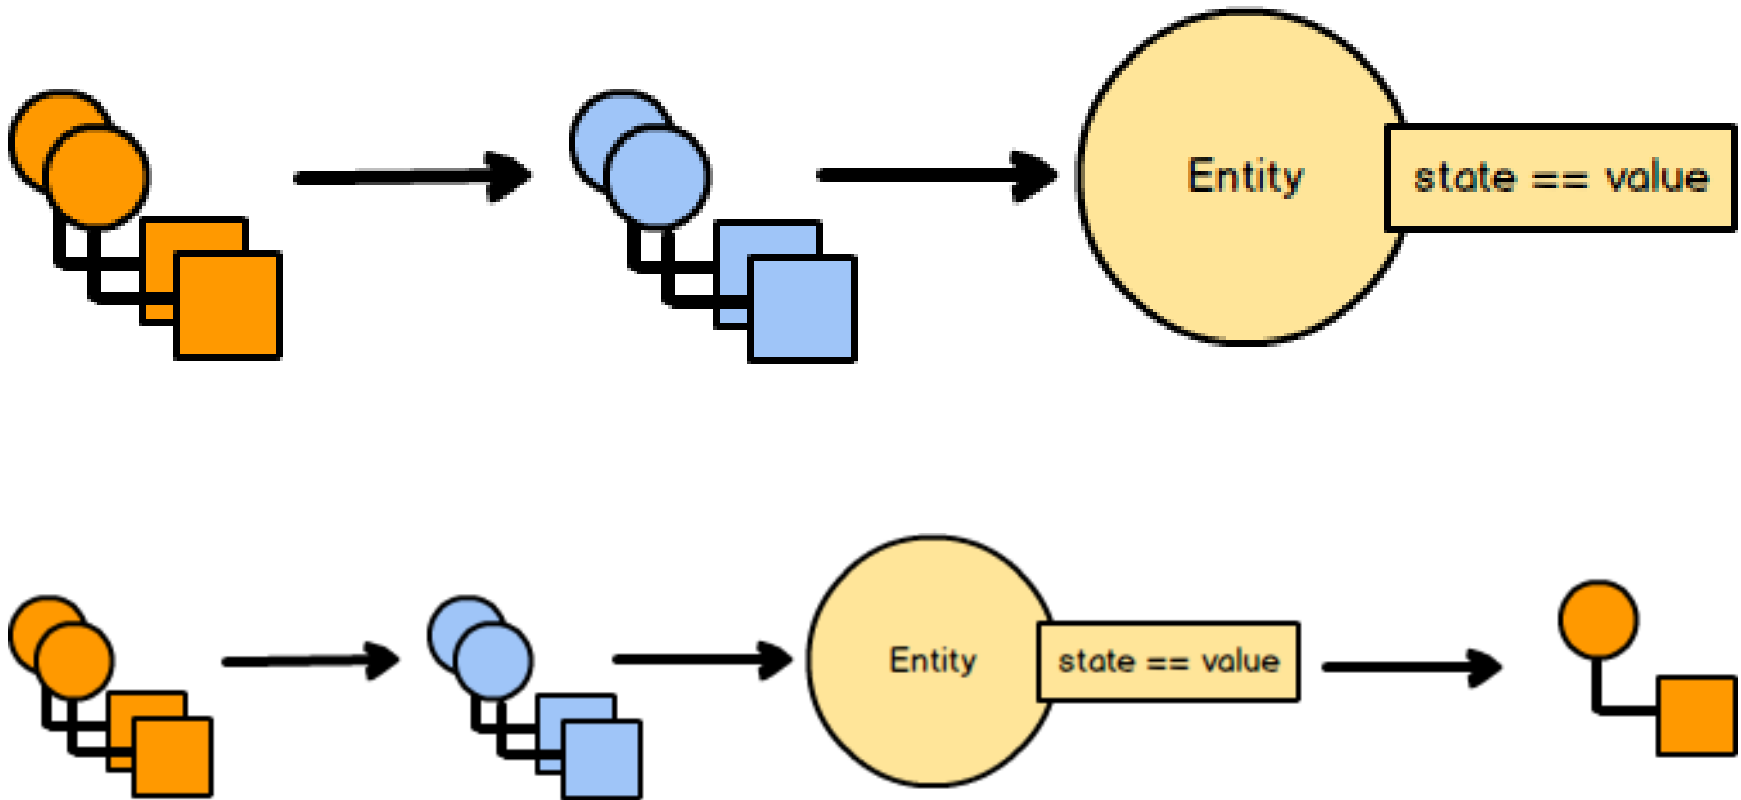 Entity
state == value
Entity
state == value